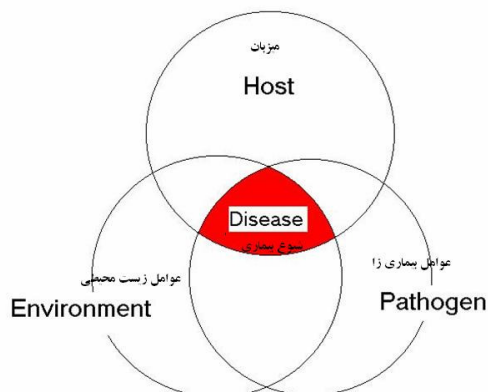 میزبان
Host
Disease
شیوع بیماری
عوامل زیست محیطی
Environment
عوامل بیماری زا
Pathogen